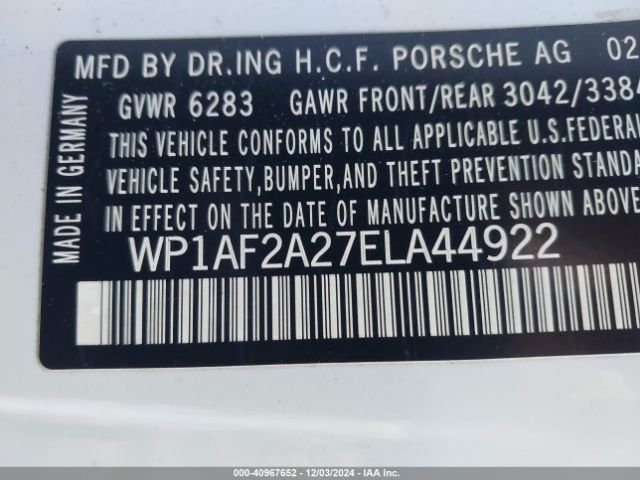 MFD BY DR.ING H.C.F. PORSCHE AG 02
GVWR 6283 GAWR FRONT/REAR 3042/3384
THIS VEHICLE CONFORMS TO ALL APPLICABLE U.S.FEDERAL
VEHICLE SAFETY,BUMPER,AND THEFT PREVENTION STANDA
IN EFFECT ON THE DATE OF MANUFACTURE SHOWN ABOVE
WP1AF2A27ELA44922
MADE IN GERMANY
000-40967652 - 12/03/2024 - IAA Inc.